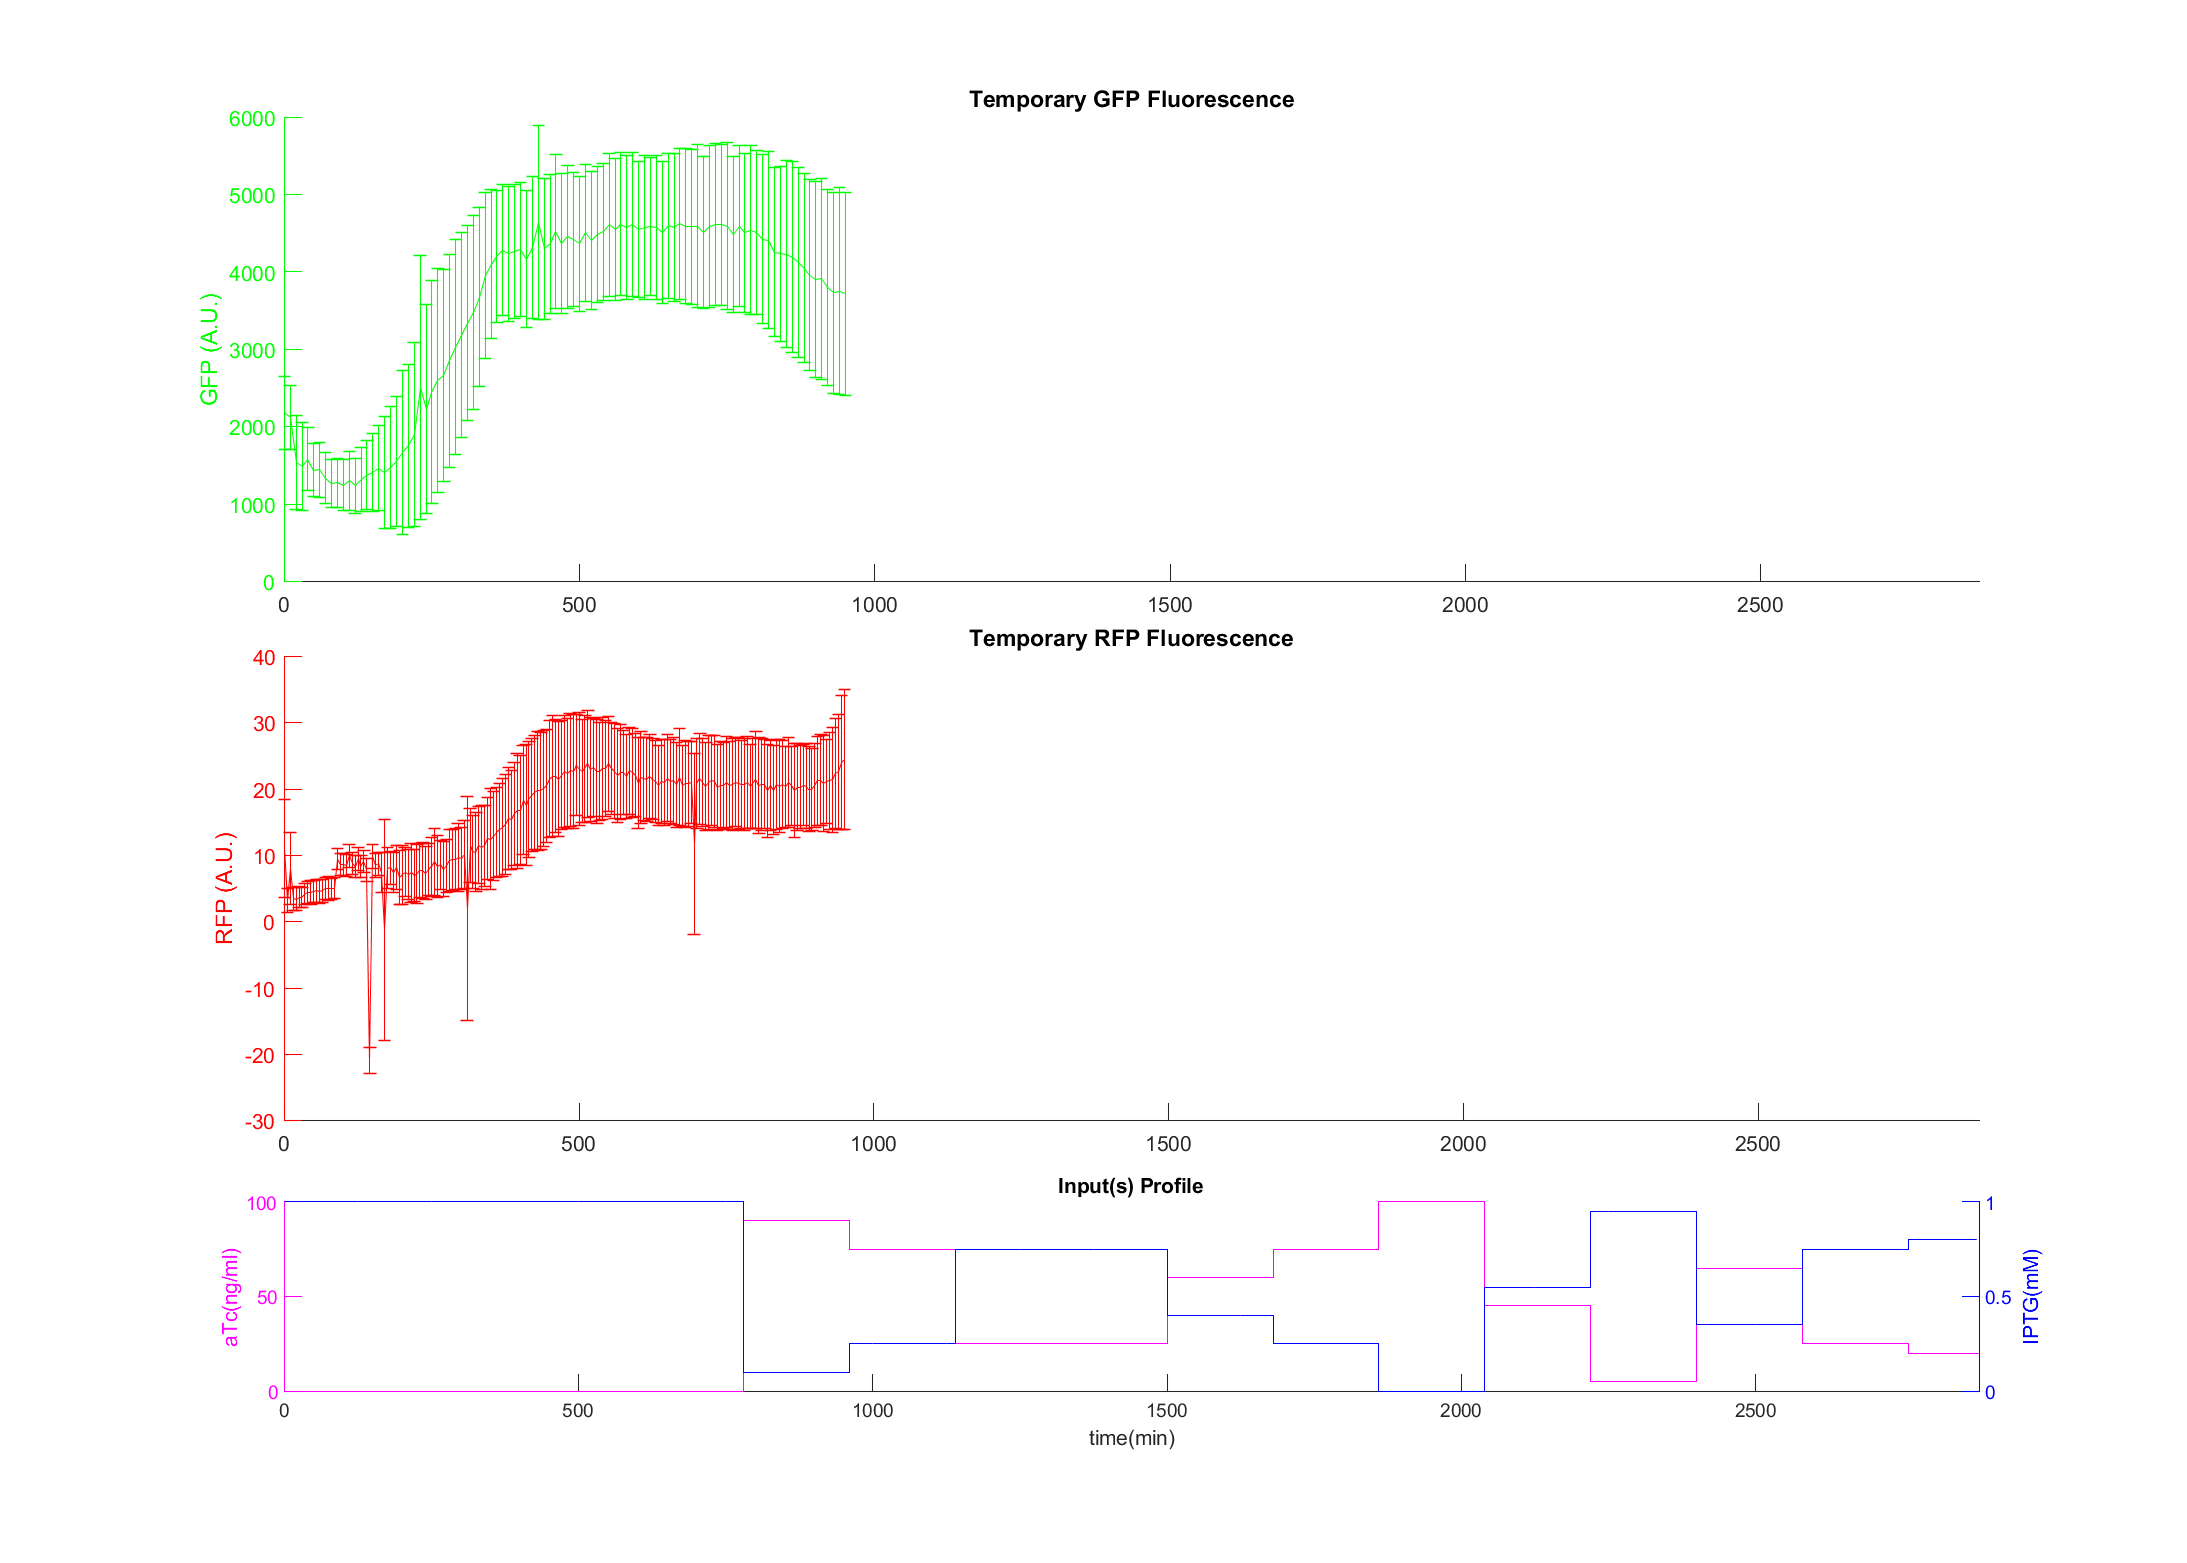 Temporary GFP Fluorescence
6000
5000
4000
3000
2000
1000
0
GFP (A.U.)
0 500 1000 1500 2000 2500
Temporary RFP Fluorescence
40
30
20
10
0
-10
-20
-30
RFP (A.U.)
0 500 1000 1500 2000 2500
Input(s) Profile
100
50
0
aTc(ng/ml)
1
0.5
0
IPTG(mM)
0 500 1000 1500 2000 2500
time(min)